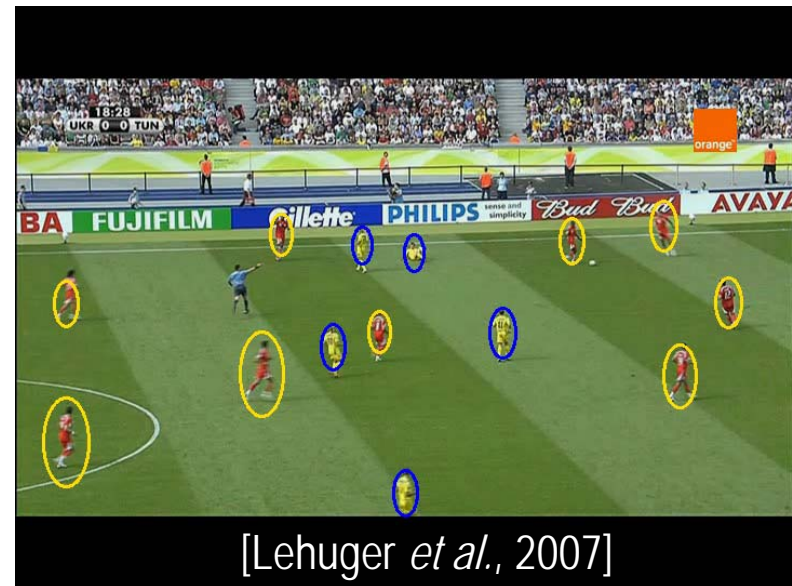 18:28
UKR 0 0 TUN
orange™
BA FUJIFILM Gillette PHILIPS sense and simplicity Bud Bud AVAYA
[Lehuger et al., 2007]